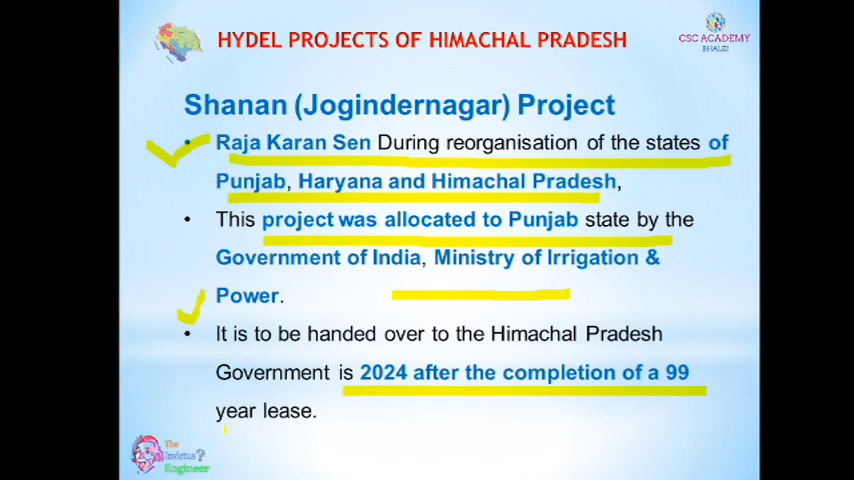 HYDEL PROJECTS OF HIMACHAL PRADESH
CSC ACADEMY
BHALEI
Shanan (Jogindernagar) Project
• Raja Karan Sen During reorganisation of the states of
Punjab, Haryana and Himachal Pradesh,
• This project was allocated to Punjab state by the
Government of India, Ministry of Irrigation &
Power.
• It is to be handed over to the Himachal Pradesh
Government is 2024 after the completion of a 99
year lease.
The
Invictus?
Engineer